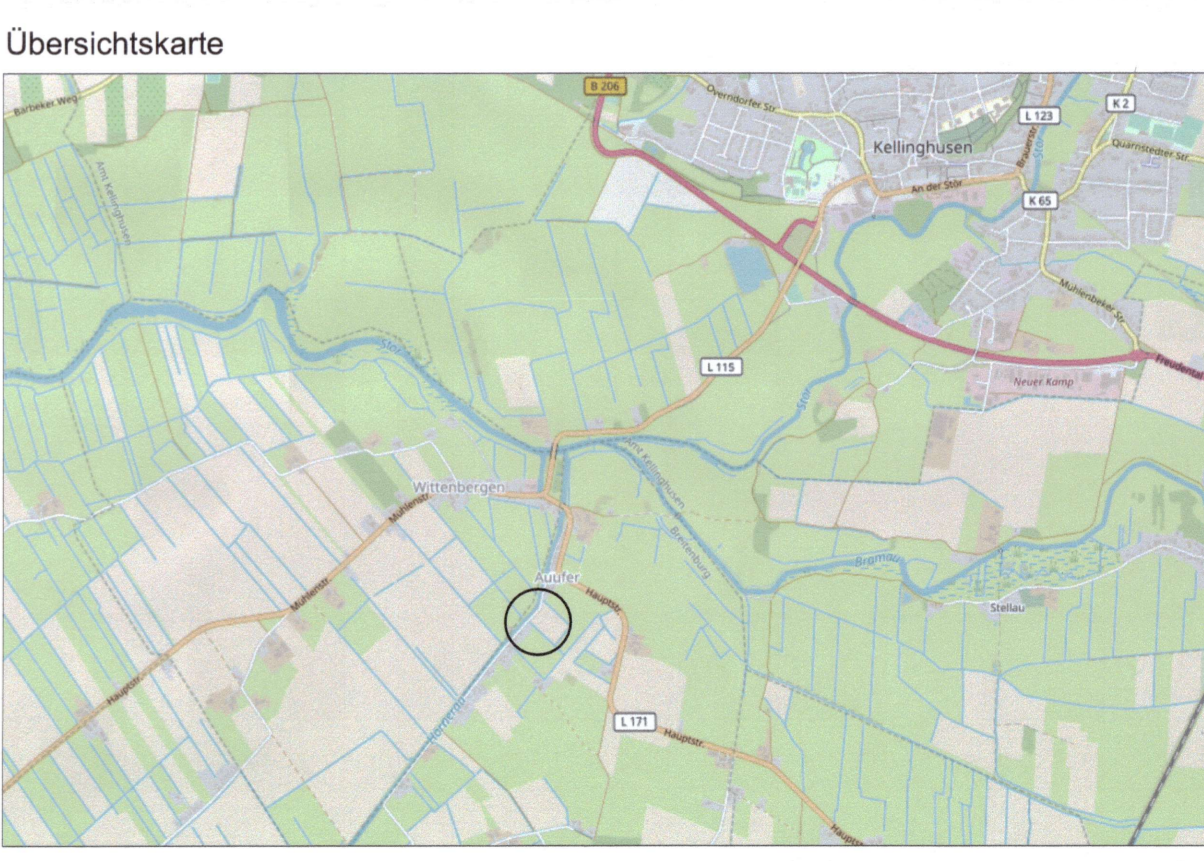 Übersichtskarte
B 206
Barbeker Weg
Overndorfer Str.
K 2
L 123
Kellinghusen
Brauerstr.
Stör
Quarnstedter Str.
Amt Kellinghusen
An der Stör
K 65
Mühlenbeker Str.
Stör
L 115
Freudental
Neuer Kamp
Stör
Amt Kellinghusen
Wittenbergen
Mühlenstr.
Breitenburg
Bramau
Auufer
Mühlenstr.
Hauptstr.
Stellau
Hauptstr.
Hörnerau
L 171
Hauptstr.
Hauptst